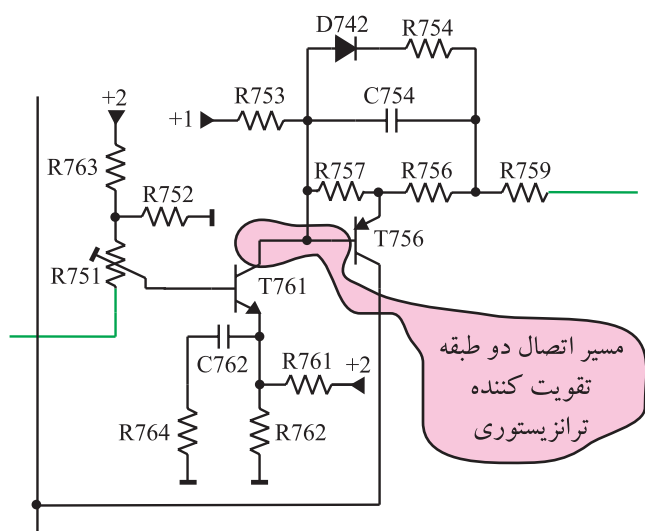 D742
R754
+2
R753
C754
+1
R763
R752
R757
R756
R759
T756
R751
T761
C762
R761
+2
R764
R762
مسیر اتصال دو طبقه
تقویت کننده
ترانزیستوری